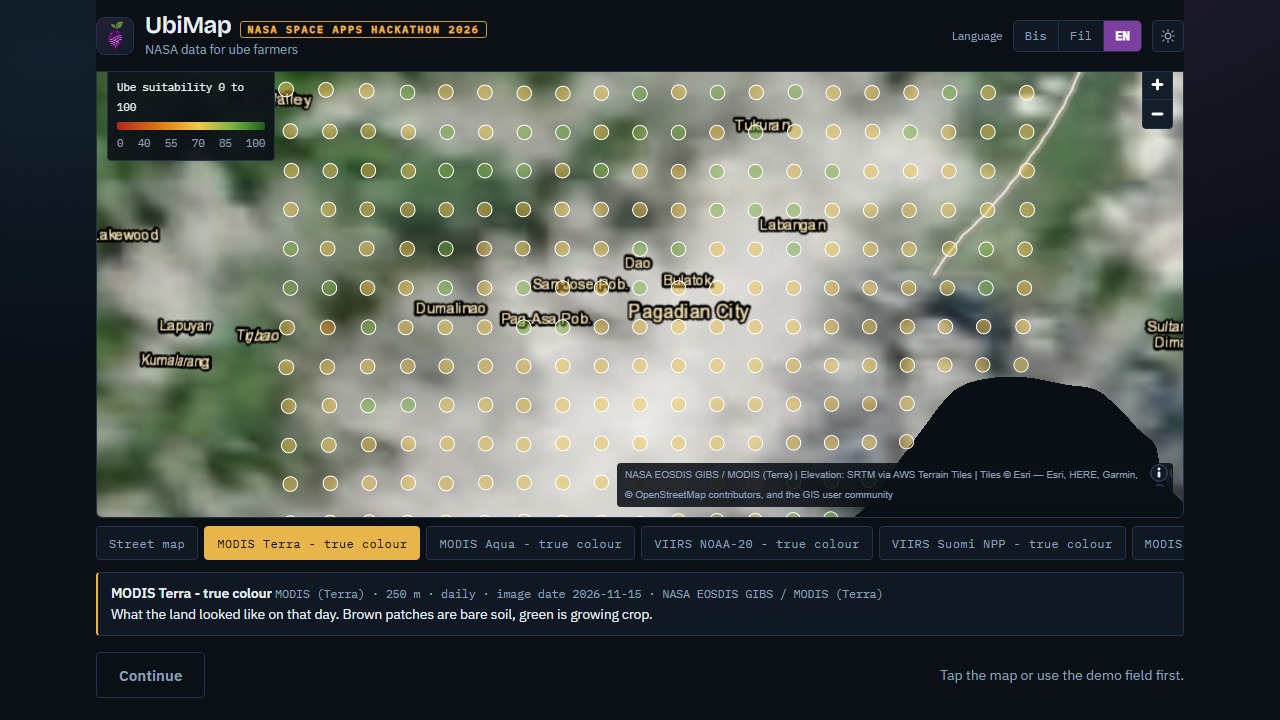 UbiMap NASA SPACE APPS HACKATHON 2026
NASA data for ube farmers
Language Bis Fil EN
Ube suitability 0 to
100
0 40 55 70 85 100
+
−
Valley
Tukuran
Labangan
Lakewood
Dao
San Jose Pob.
Bulatok
Dumalinao
Pag-Asa Pob.
Pagadian City
Lapuyan
Tigbao
Kumalarang
Sultan
Dima
NASA EOSDIS GIBS / MODIS (Terra) | Elevation: SRTM via AWS Terrain Tiles | Tiles © Esri — Esri, HERE, Garmin,
© OpenStreetMap contributors, and the GIS user community
Street map MODIS Terra - true colour MODIS Aqua - true colour VIIRS NOAA-20 - true colour VIIRS Suomi NPP - true colour MODIS
MODIS Terra - true colour MODIS (Terra) · 250 m · daily · image date 2026-11-15 · NASA EOSDIS GIBS / MODIS (Terra)
What the land looked like on that day. Brown patches are bare soil, green is growing crop.
Continue Tap the map or use the demo field first.